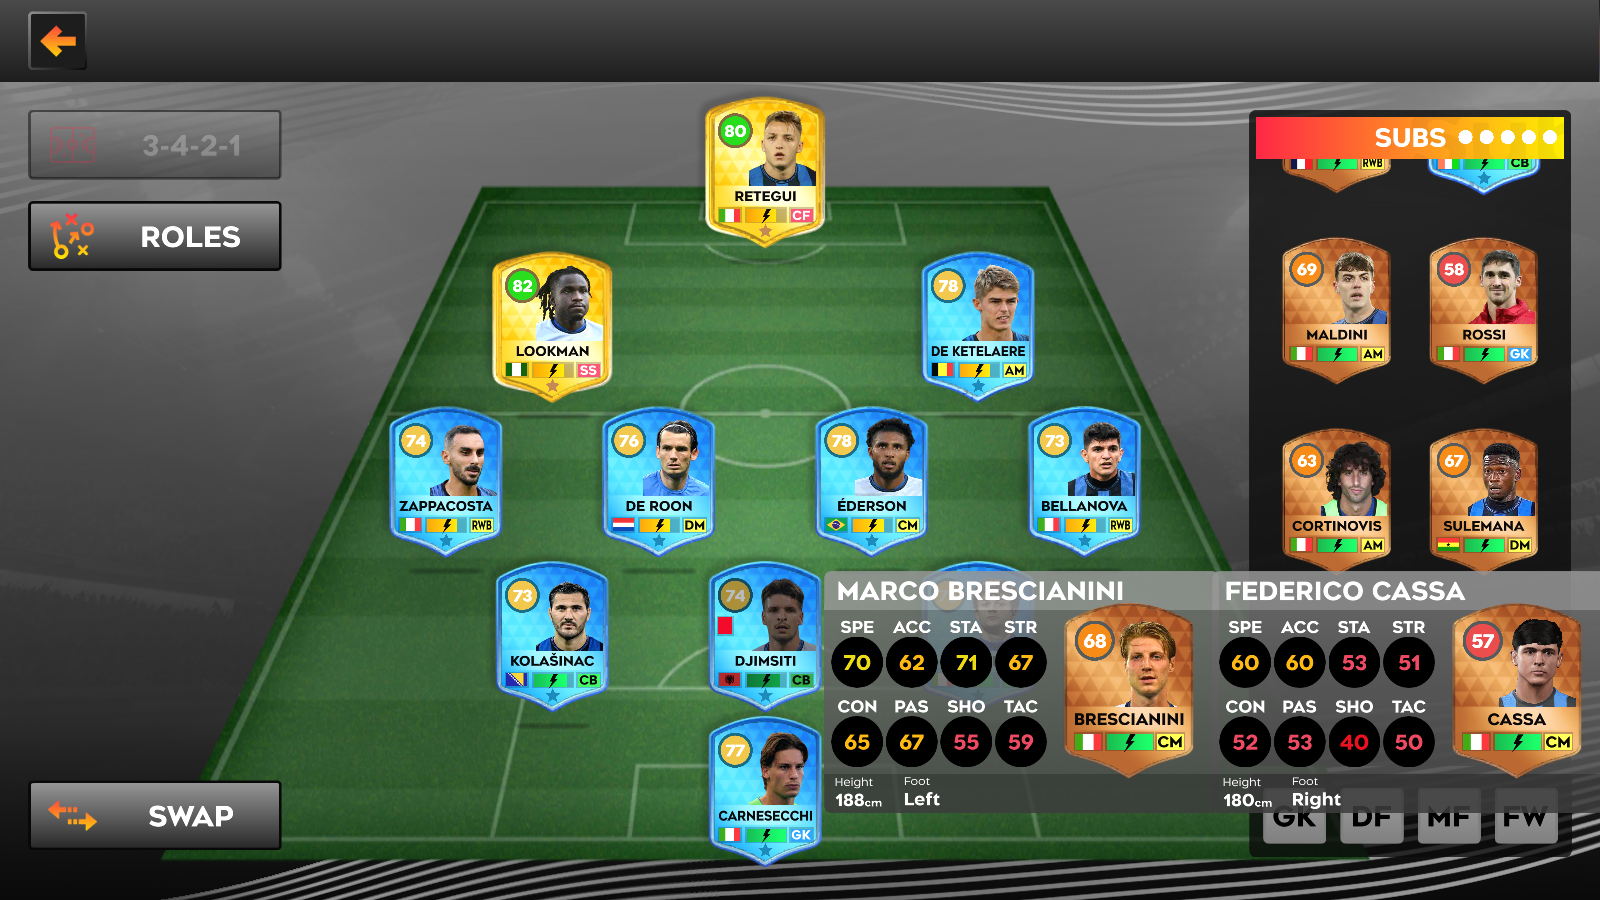 3-4-2-1
ROLES
SWAP
80
RETEGUI
CF
82
LOOKMAN
SS
78
DE KETELAERE
AM
74
ZAPPACOSTA
RWB
76
DE ROON
DM
78
ÉDERSON
CM
73
BELLANOVA
RWB
73
KOLAŠINAC
CB
74
DJIMSITI
CB
77
CARNESECCHI
GK
SUBS
RWB
CB
69
MALDINI
AM
58
ROSSI
GK
63
CORTINOVIS
AM
67
SULEMANA
DM
MARCO BRESCIANINI
SPE ACC STA STR
70 62 71 67
CON PAS SHO TAC
65 67 55 59
Height Foot
188cm Left
68
BRESCIANINI
CM
FEDERICO CASSA
SPE ACC STA STR
60 60 53 51
CON PAS SHO TAC
52 53 40 50
Height Foot
180cm Right
57
CASSA
CM
GK DF MF FW